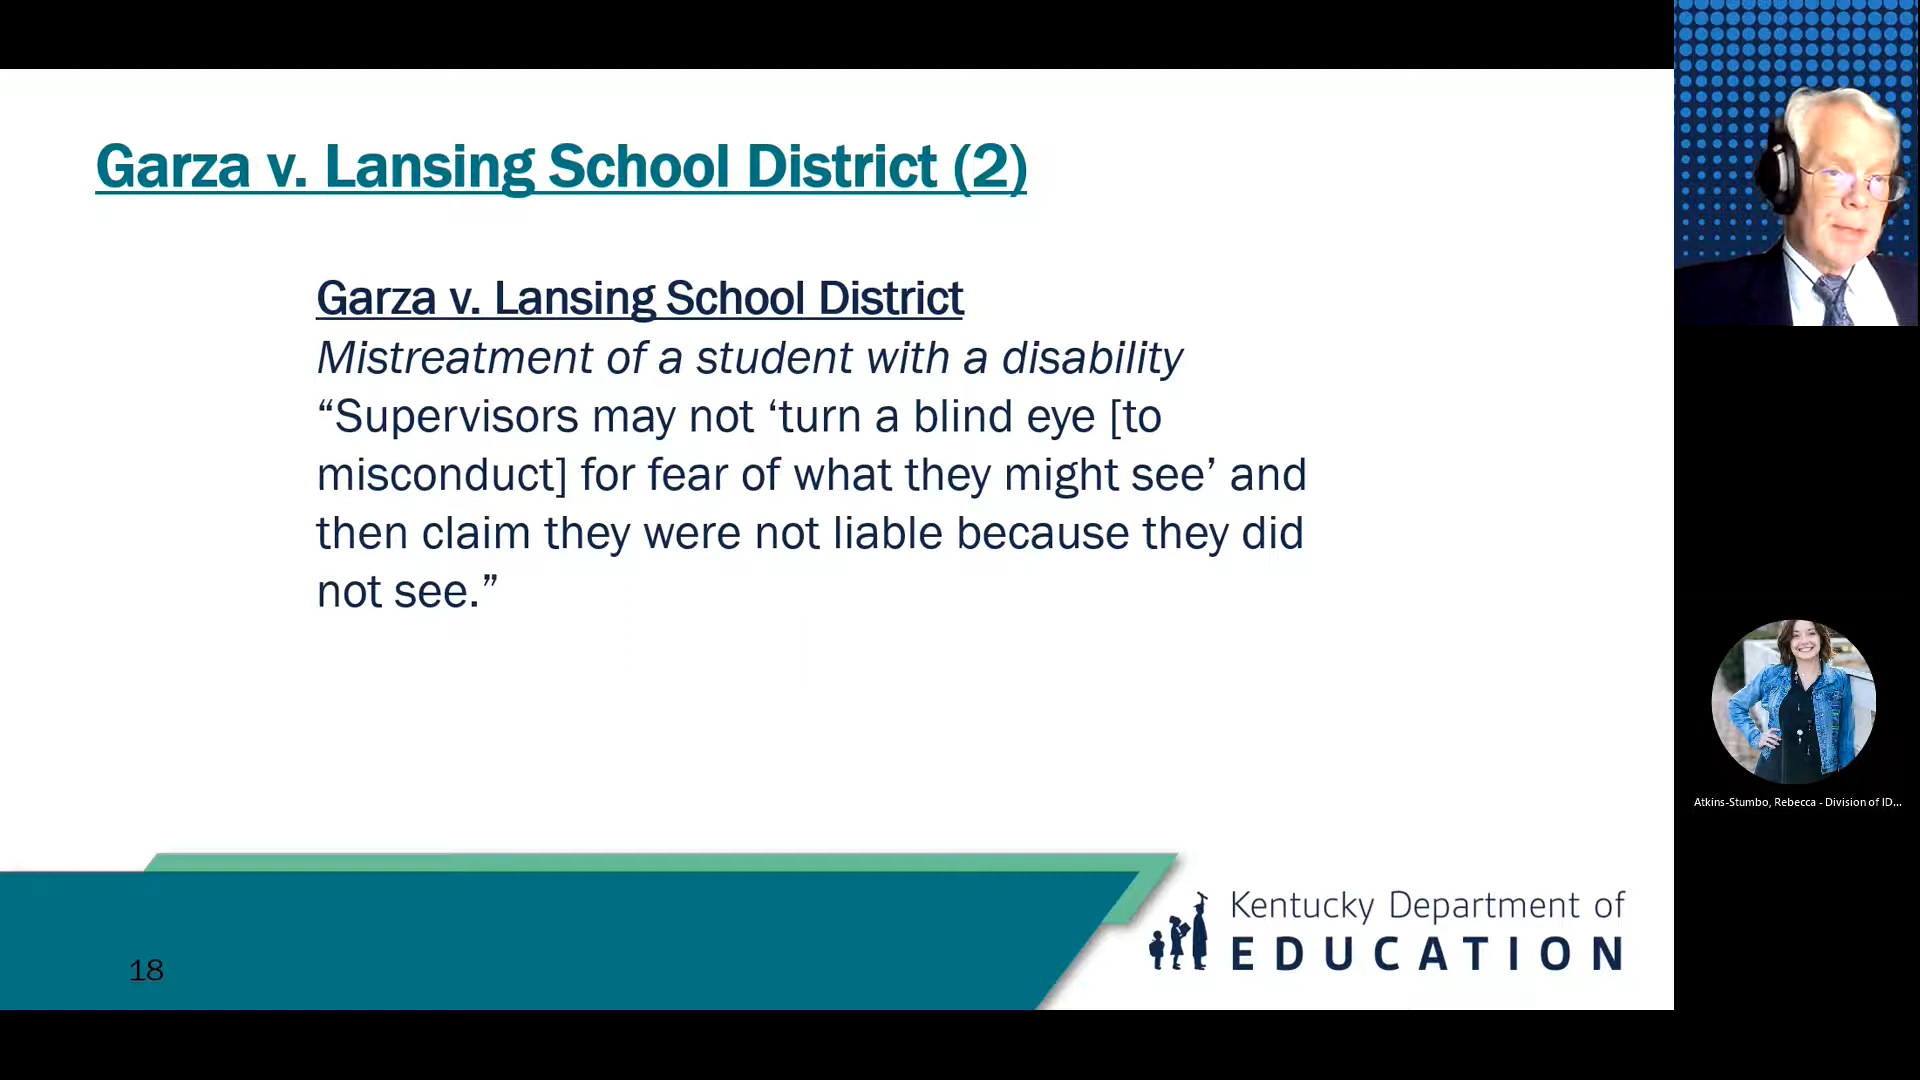 Garza v. Lansing School District (2)
Garza v. Lansing School District
Mistreatment of a student with a disability
“Supervisors may not ‘turn a blind eye [to
misconduct] for fear of what they might see’ and
then claim they were not liable because they did
not see.”
18
Kentucky Department of
EDUCATION
Atkins-Stumbo, Rebecca - Division of ID...